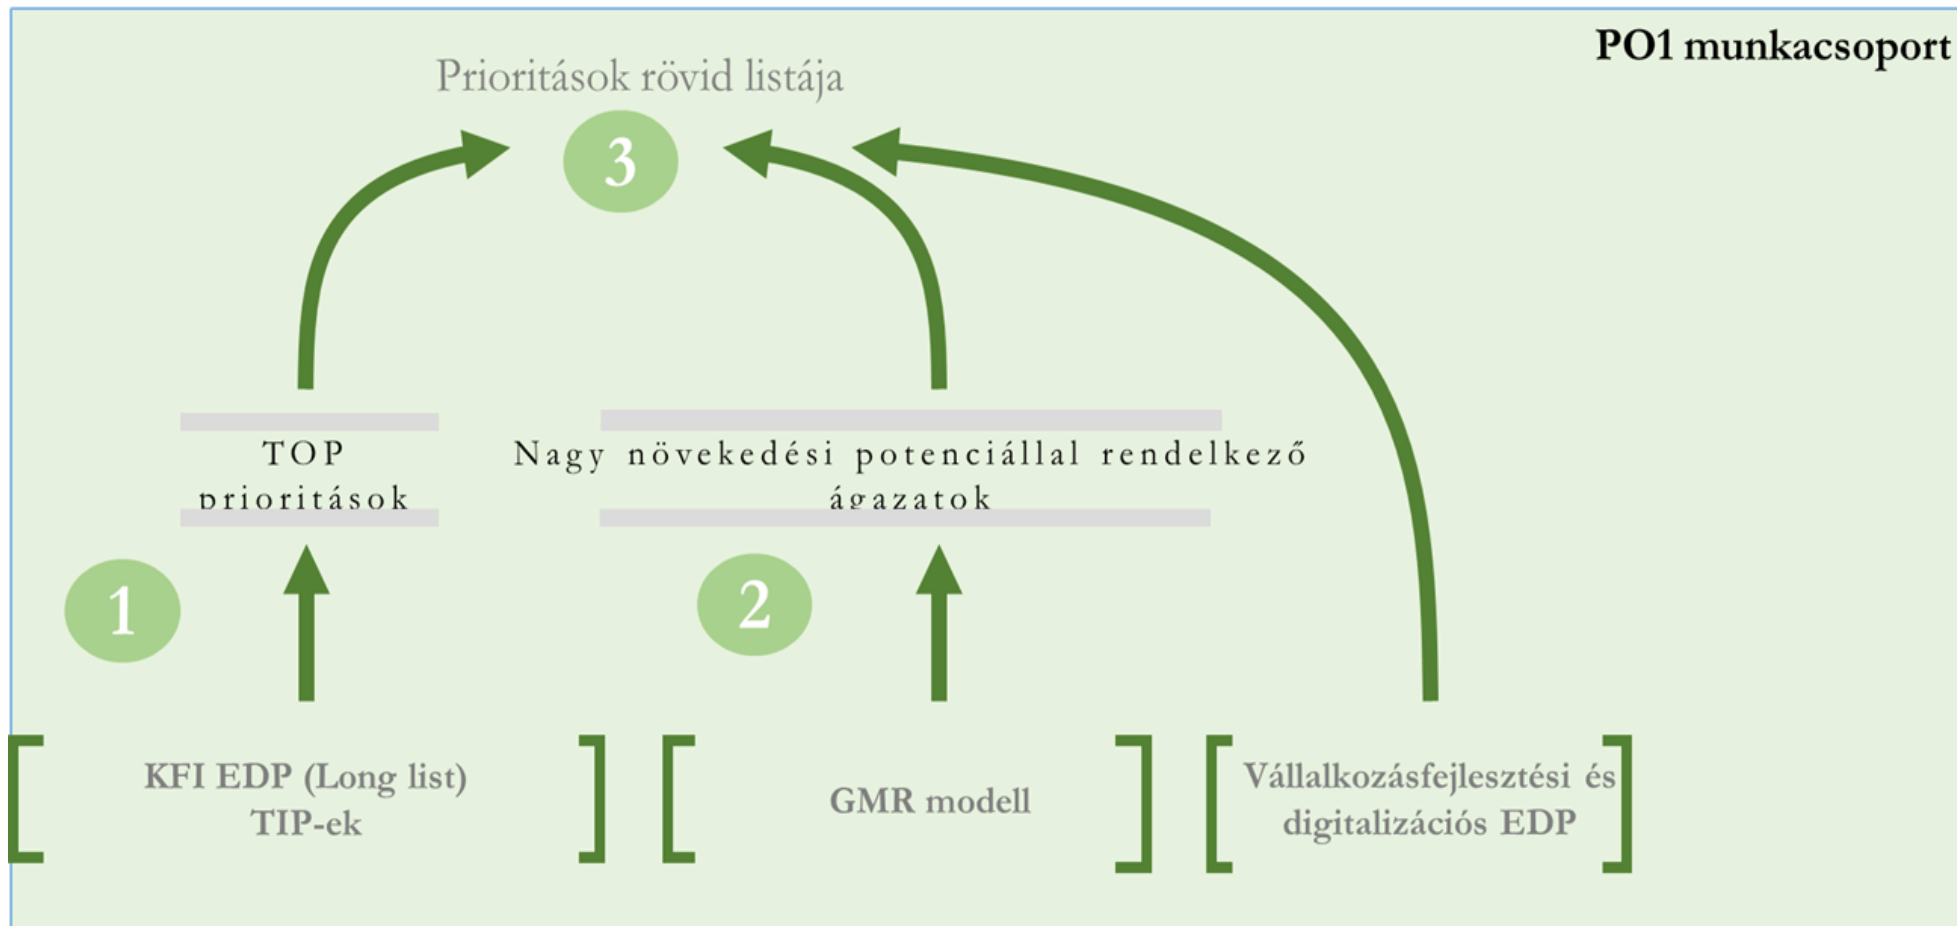 PO1 munkacsoport
Prioritások rövid listája
3
TOP
prioritások
Nagy növekedési potenciállal rendelkező
ágazatok
1
2
KFI EDP (Long list)
TIP-ek
GMR modell
Vállalkozásfejlesztési és
digitalizációs EDP